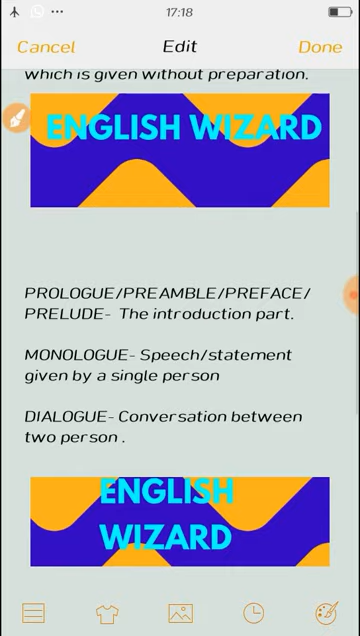 17:18
Cancel Edit Done
which is given without preparation.
ENGLISH WIZARD
PROLOGUE/PREAMBLE/PREFACE/
PRELUDE- The introduction part.
MONOLOGUE- Speech/statement
given by a single person
DIALOGUE- Conversation between
two person .
ENGLISH
WIZARD